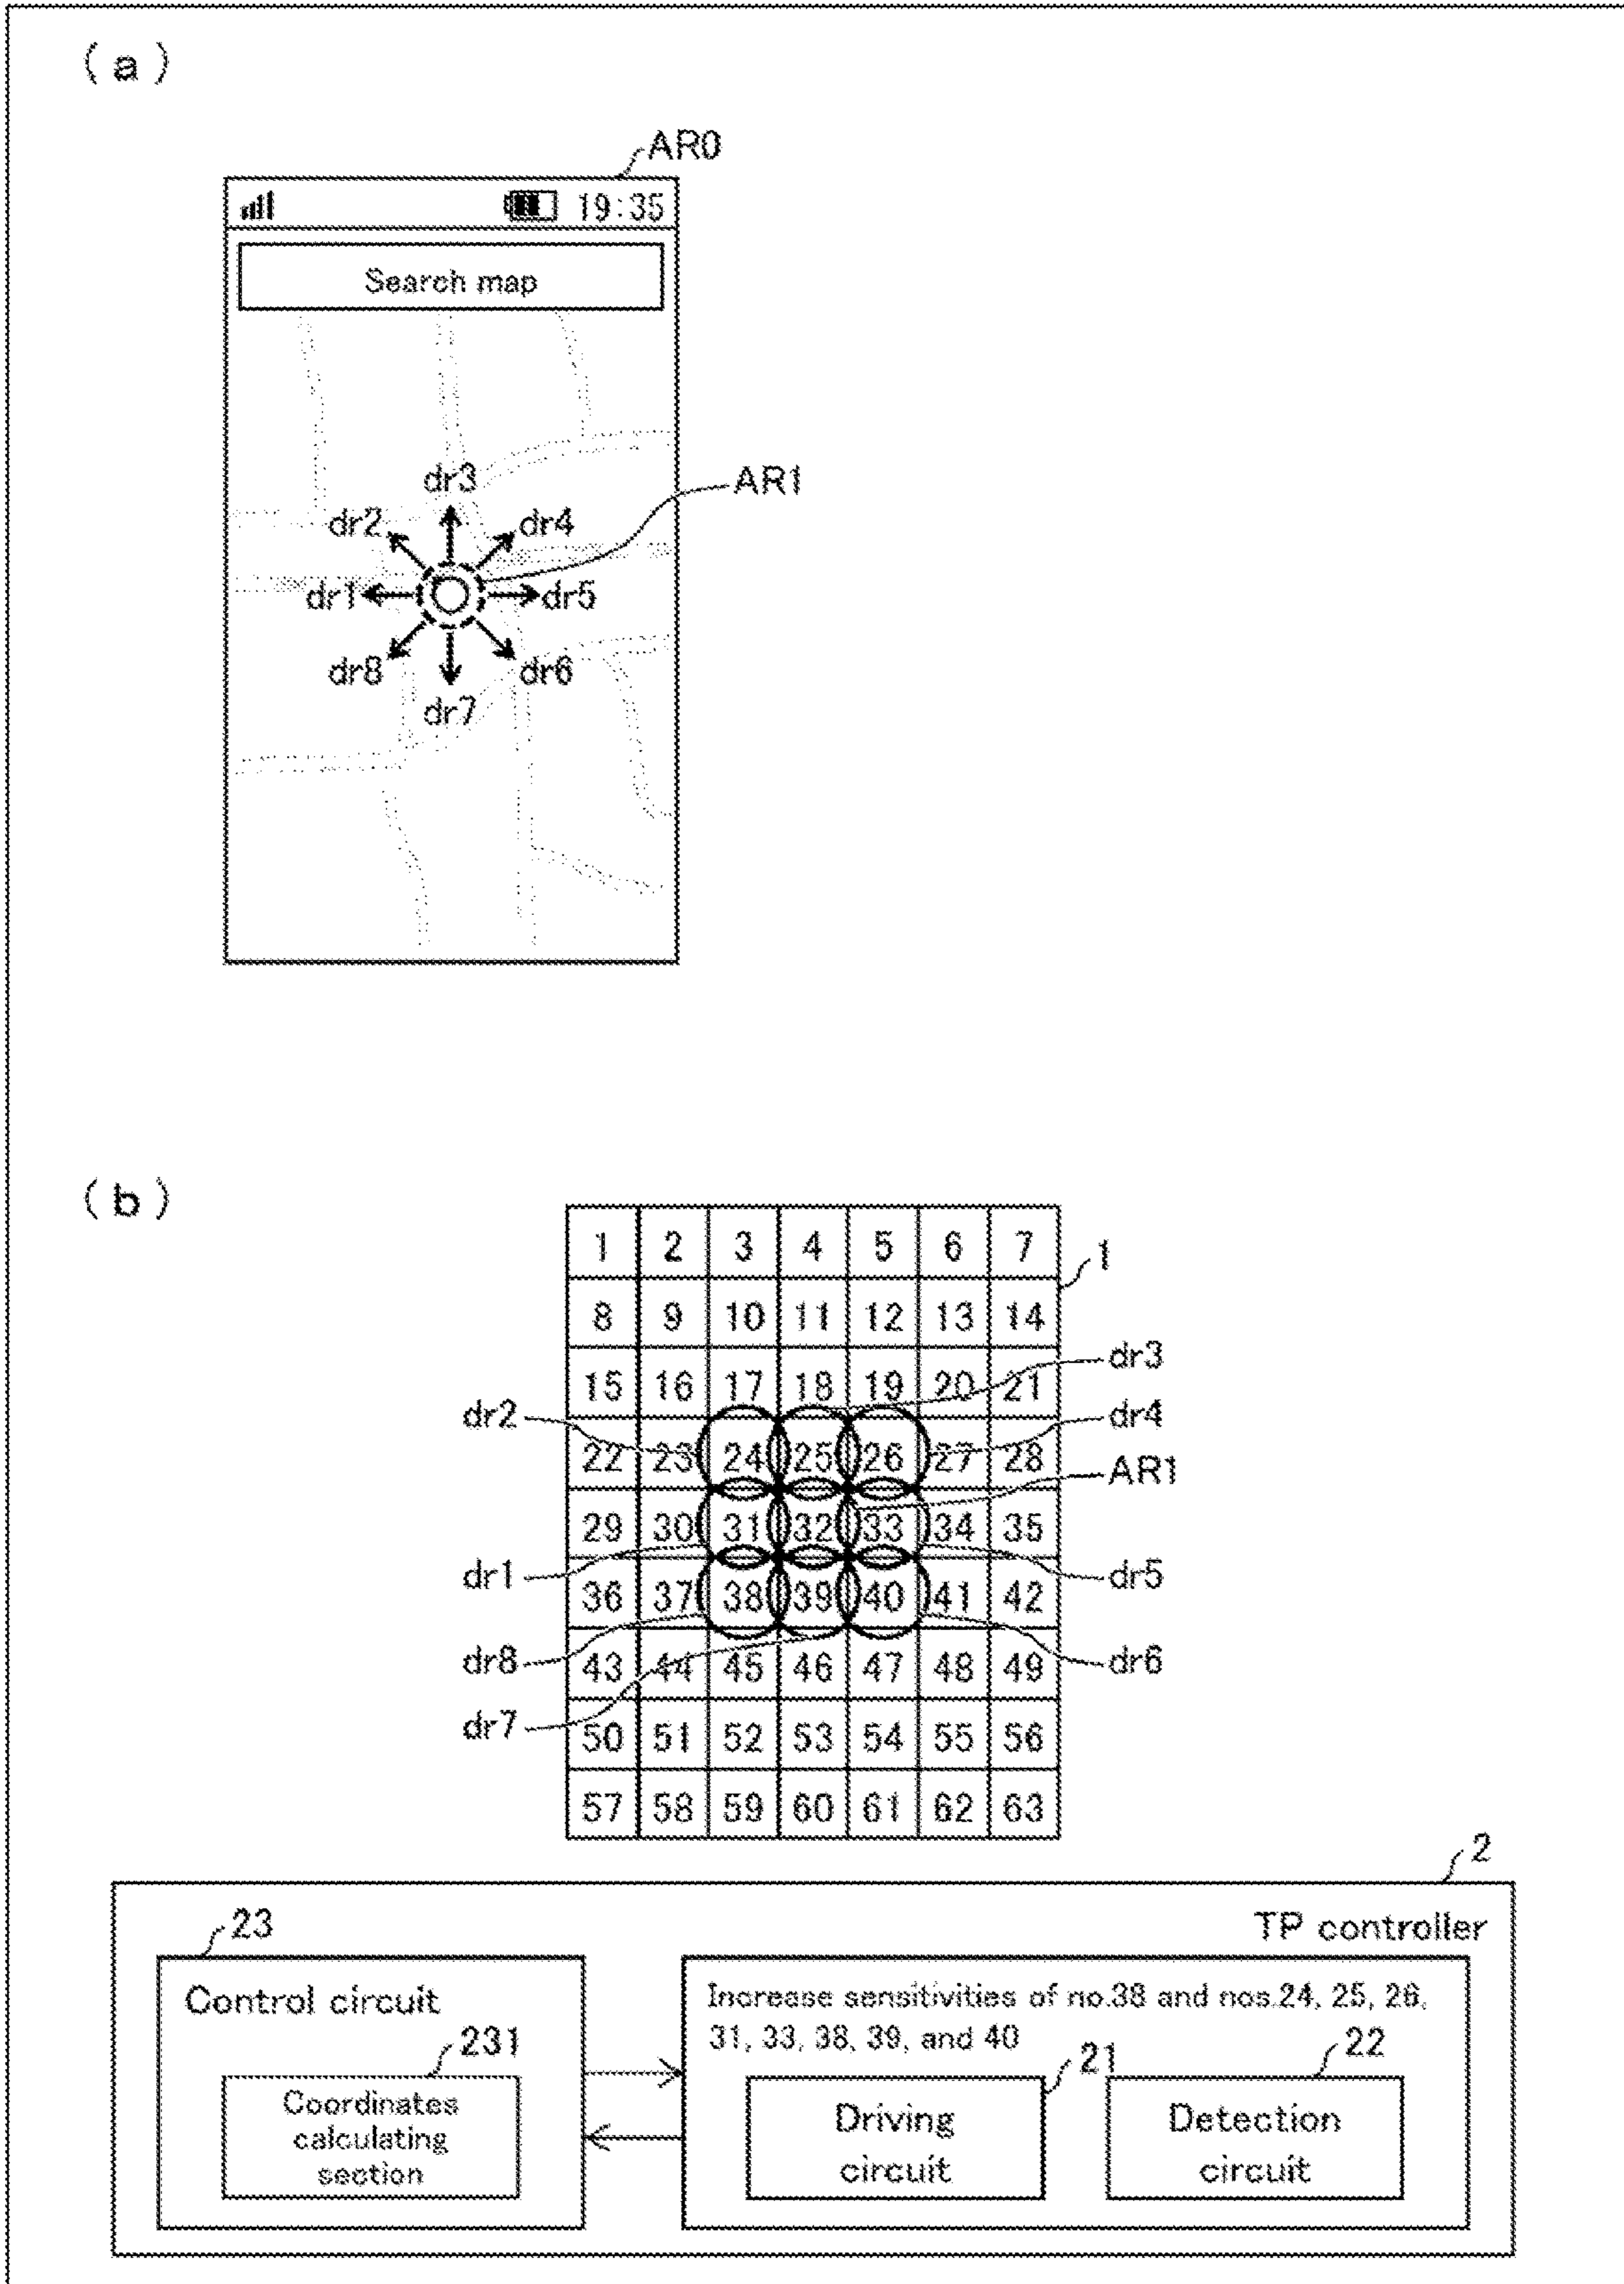 (a)
AR0
19:35
Search map
dr3
AR1
dr2
dr4
dr1
dr5
dr8
dr6
dr7
(b)
1 2 3 4 5 6 7
1
8 9 10 11 12 13 14
dr3
15 16 17 18 19 20 21
dr2
dr4
22 23 24 25 26 27 28
AR1
29 30 31 32 33 34 35
dr1
dr5
36 37 38 39 40 41 42
dr8
dr6
43 44 45 46 47 48 49
dr7
50 51 52 53 54 55 56
57 58 59 60 61 62 63
2
TP controller
23
Control circuit
231
Coordinates
calculating
section
Increase sensitivities of no.38 and nos.24, 25, 26,
31, 33, 38, 39, and 40
21
22
Driving
circuit
Detection
circuit